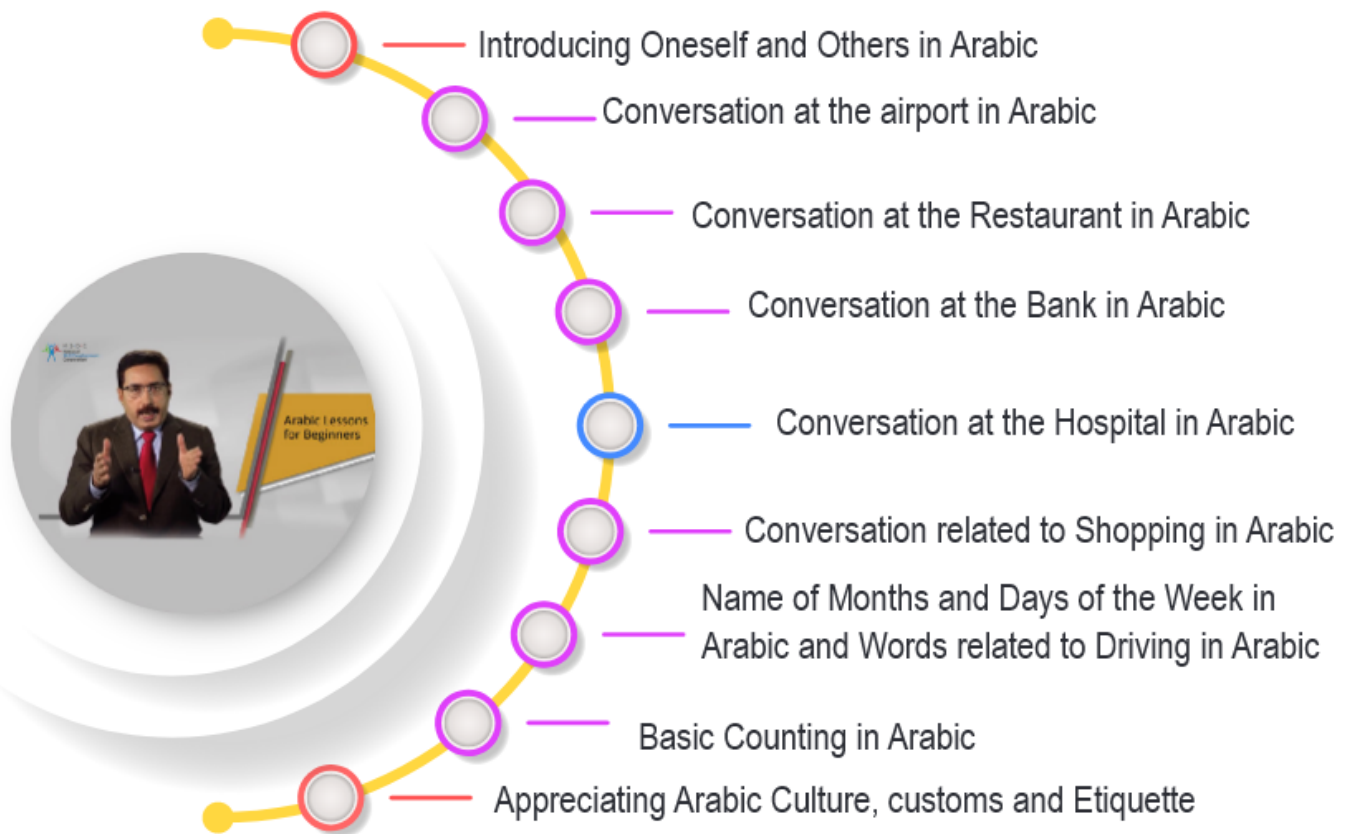 Introducing Oneself and Others in Arabic
Conversation at the airport in Arabic
Conversation at the Restaurant in Arabic
Conversation at the Bank in Arabic
Arabic Lessons
for Beginners
Conversation at the Hospital in Arabic
Conversation related to Shopping in Arabic
Name of Months and Days of the Week in
Arabic and Words related to Driving in Arabic
Basic Counting in Arabic
Appreciating Arabic Culture, customs and Etiquette